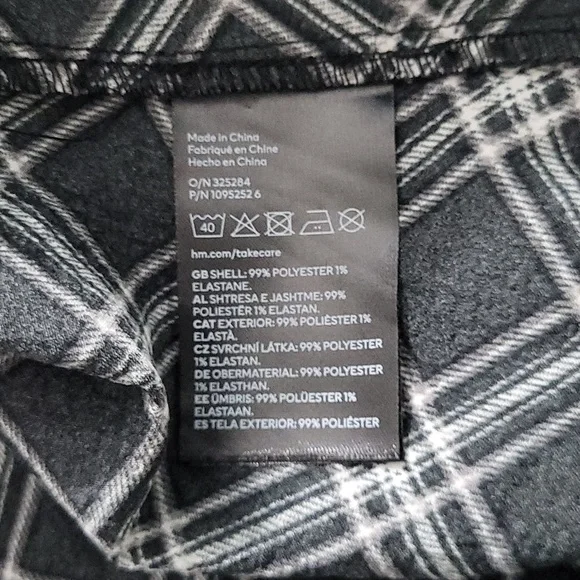 Made in China
Fabriqué en Chine
Hecho en China
O/N 325284
P/N 1095252 6
40
hm.com/takecare
GB SHELL: 99% POLYESTER 1%
ELASTANE.
AL SHTRESA E JASHTME: 99%
POLIESTËR 1% ELASTAN.
CAT EXTERIOR: 99% POLIÈSTER 1%
ELASTÀ.
CZ SVRCHNÍ LÁTKA: 99% POLYESTER
1% ELASTAN.
DE OBERMATERIAL: 99% POLYESTER
1% ELASTHAN.
EE ÜMBRIS: 99% POLÜESTER 1%
ELASTAAN.
ES TELA EXTERIOR: 99% POLIÉSTER